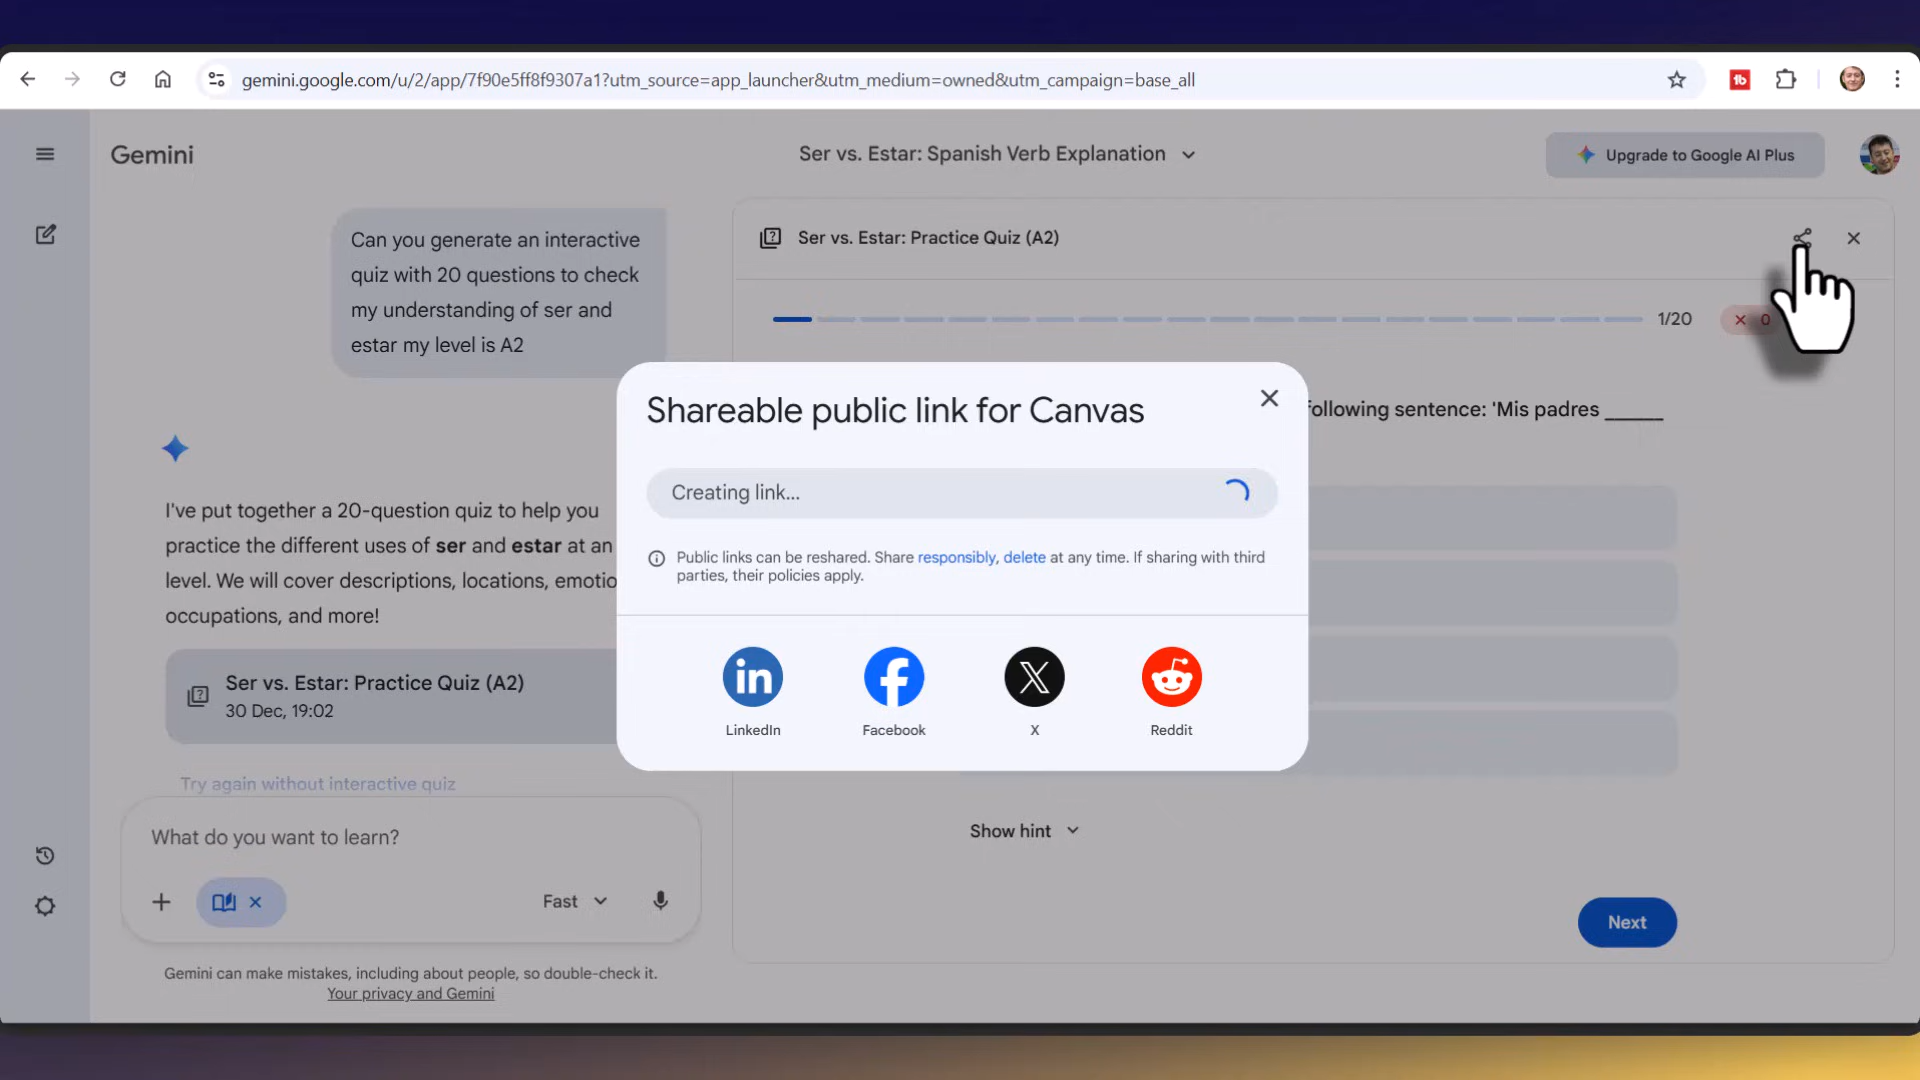 gemini.google.com/u/2/app/7f90e5ff8f9307a1?utm_source=app_launcher&utm_medium=owned&utm_campaign=base_all
Gemini
Ser vs. Estar: Spanish Verb Explanation
Upgrade to Google AI Plus
Can you generate an interactive
quiz with 20 questions to check
my understanding of ser and
estar my level is A2
I've put together a 20-question quiz to help you
practice the different uses of ser and estar at an
level. We will cover descriptions, locations, emotio
occupations, and more!
Ser vs. Estar: Practice Quiz (A2)
30 Dec, 19:02
Try again without interactive quiz
What do you want to learn?
Fast
Gemini can make mistakes, including about people, so double-check it.
Your privacy and Gemini
Ser vs. Estar: Practice Quiz (A2)
1/20
0
following sentence: 'Mis padres ______
Show hint
Next
Shareable public link for Canvas
Creating link...
Public links can be reshared. Share responsibly, delete at any time. If sharing with third
parties, their policies apply.
LinkedIn
Facebook
X
Reddit